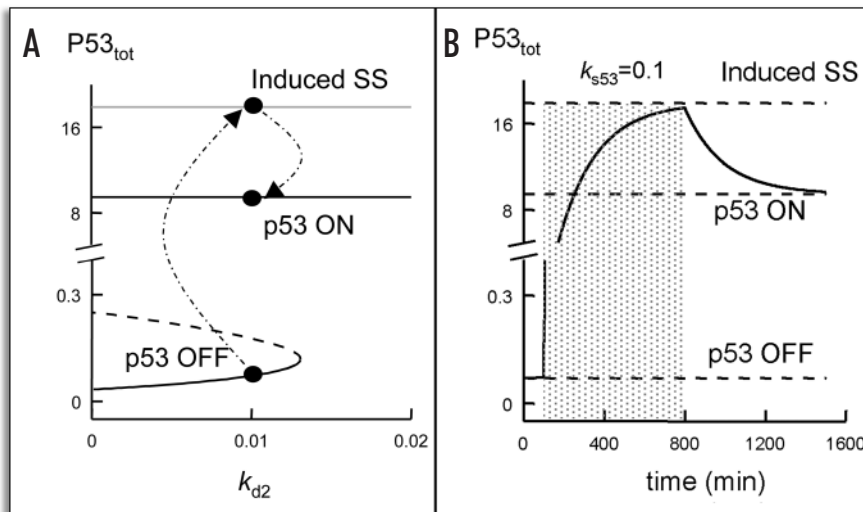 A
P53tot
Induced SS
16
8
p53 ON
0.3
p53 OFF
0
0
0.01
0.02
kd2
B
P53tot
ks53=0.1
Induced SS
16
8
p53 ON
0.3
p53 OFF
0
0
400
800
1200
1600
time (min)